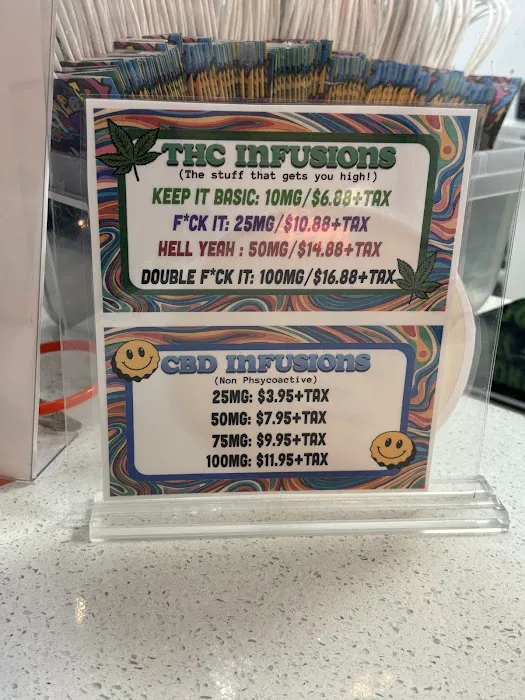 THC INFUSIONS
(The stuff that gets you high!)
KEEP IT BASIC: 10MG/$6.88+TAX
F*CK IT: 25MG/$10.88+TAX
HELL YEAH : 50MG/$14.88+TAX
DOUBLE F*CK IT: 100MG/$16.88+TAX
CBD INFUSIONS
(Non Phsycoactive)
25MG: $3.95+TAX
50MG: $7.95+TAX
75MG: $9.95+TAX
100MG: $11.95+TAX